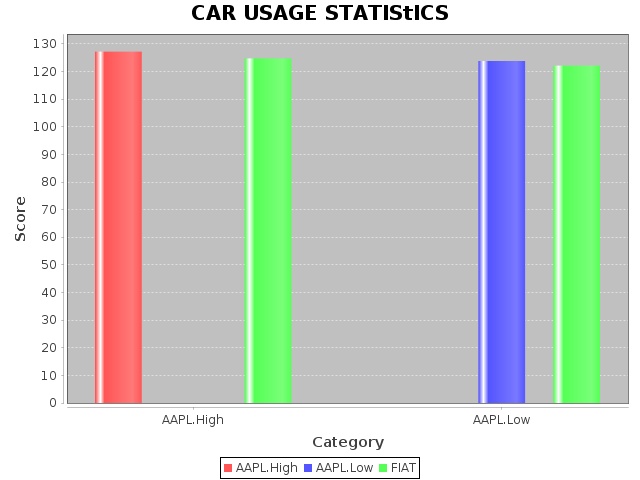 CAR USAGE STATIStICS
130
120
110
100
90
80
70
60
50
40
30
20
10
0
Score
AAPL.High AAPL.Low
Category
AAPL.High AAPL.Low FIAT